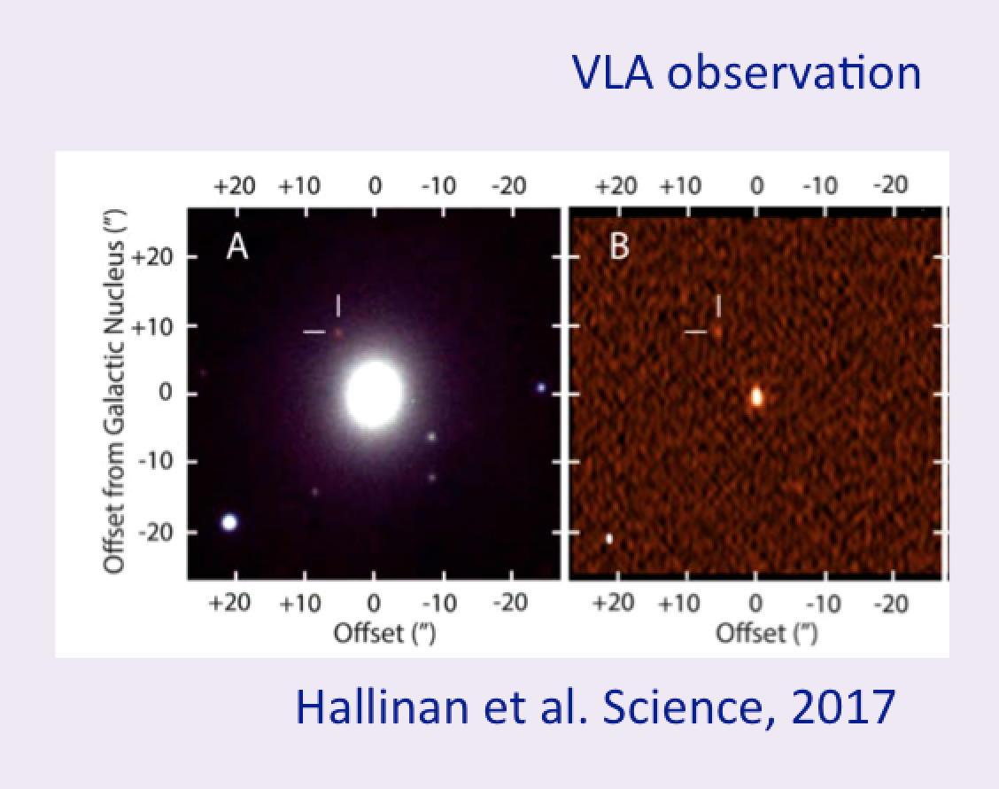 VLA observation
+20 +10 0 -10 -20 +20 +10 0 -10 -20
A B
Offset from Galactic Nucleus (″)
+20
+10
0
-10
-20
+20 +10 0 -10 -20 +20 +10 0 -10 -20
Offset (″) Offset (″)
Hallinan et al. Science, 2017